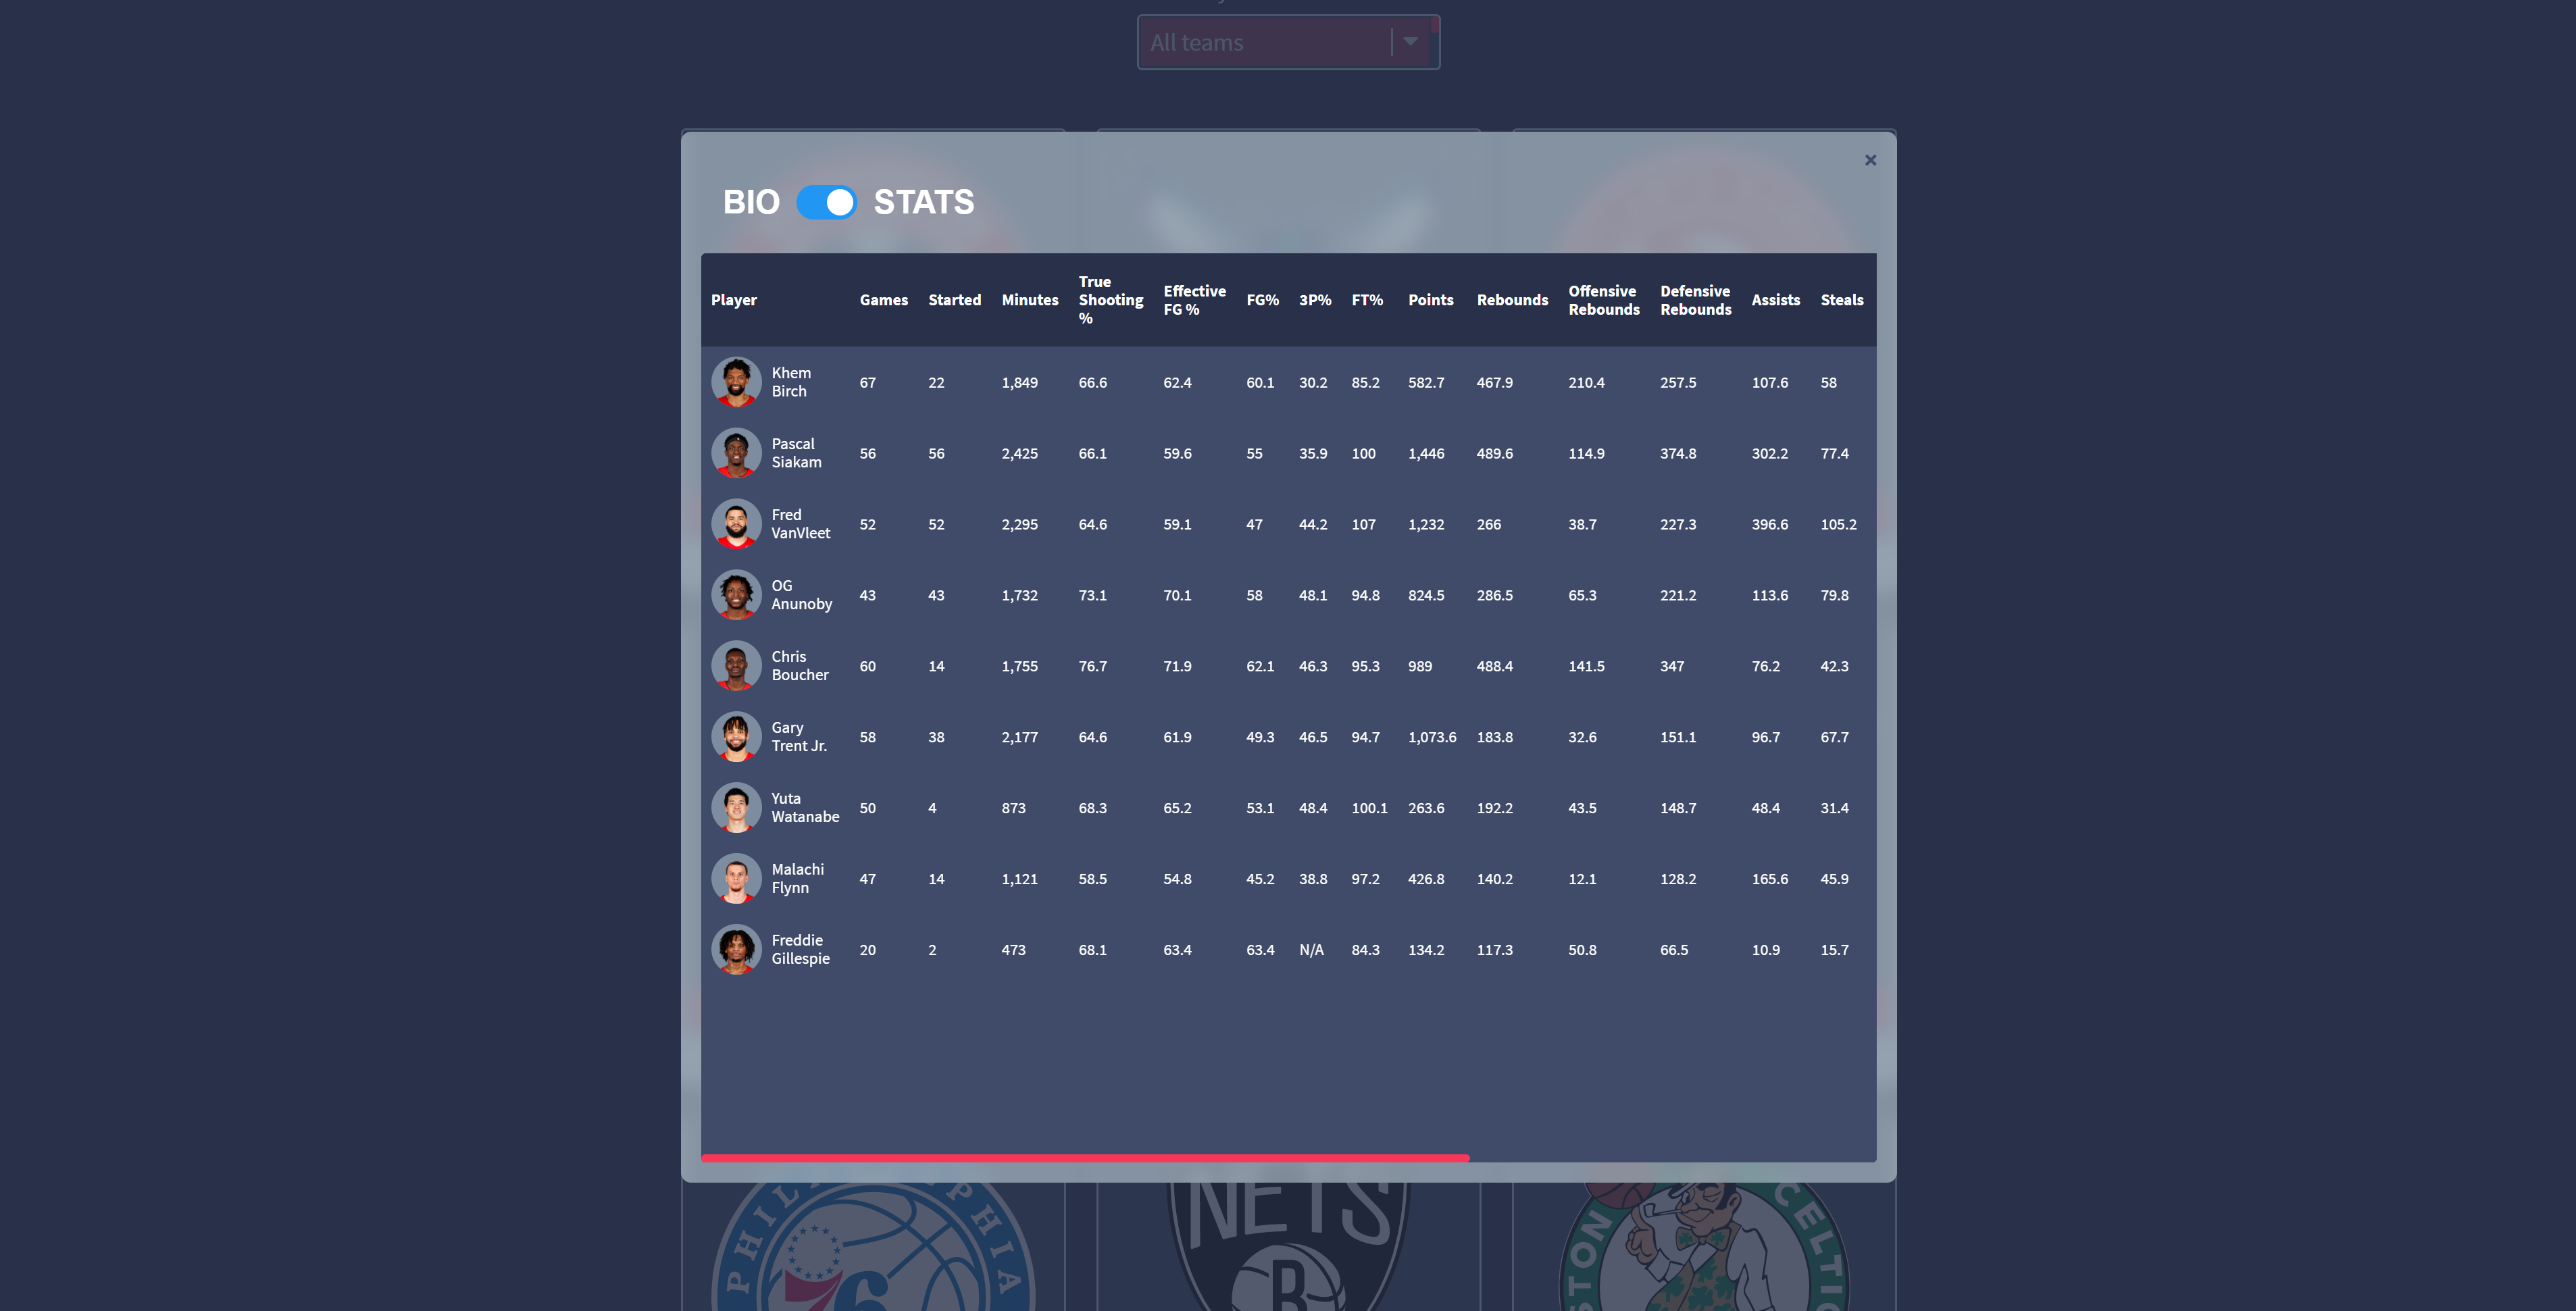 All teams
BIO STATS
Player Games Started Minutes True Shooting % Effective FG % FG% 3P% FT% Points Rebounds Offensive Rebounds Defensive Rebounds Assists Steals
Khem Birch 67 22 1,849 66.6 62.4 60.1 30.2 85.2 582.7 467.9 210.4 257.5 107.6 58
Pascal Siakam 56 56 2,425 66.1 59.6 55 35.9 100 1,446 489.6 114.9 374.8 302.2 77.4
Fred VanVleet 52 52 2,295 64.6 59.1 47 44.2 107 1,232 266 38.7 227.3 396.6 105.2
OG Anunoby 43 43 1,732 73.1 70.1 58 48.1 94.8 824.5 286.5 65.3 221.2 113.6 79.8
Chris Boucher 60 14 1,755 76.7 71.9 62.1 46.3 95.3 989 488.4 141.5 347 76.2 42.3
Gary Trent Jr. 58 38 2,177 64.6 61.9 49.3 46.5 94.7 1,073.6 183.8 32.6 151.1 96.7 67.7
Yuta Watanabe 50 4 873 68.3 65.2 53.1 48.4 100.1 263.6 192.2 43.5 148.7 48.4 31.4
Malachi Flynn 47 14 1,121 58.5 54.8 45.2 38.8 97.2 426.8 140.2 12.1 128.2 165.6 45.9
Freddie Gillespie 20 2 473 68.1 63.4 63.4 N/A 84.3 134.2 117.3 50.8 66.5 10.9 15.7
NETS
B
CELTIC
STON